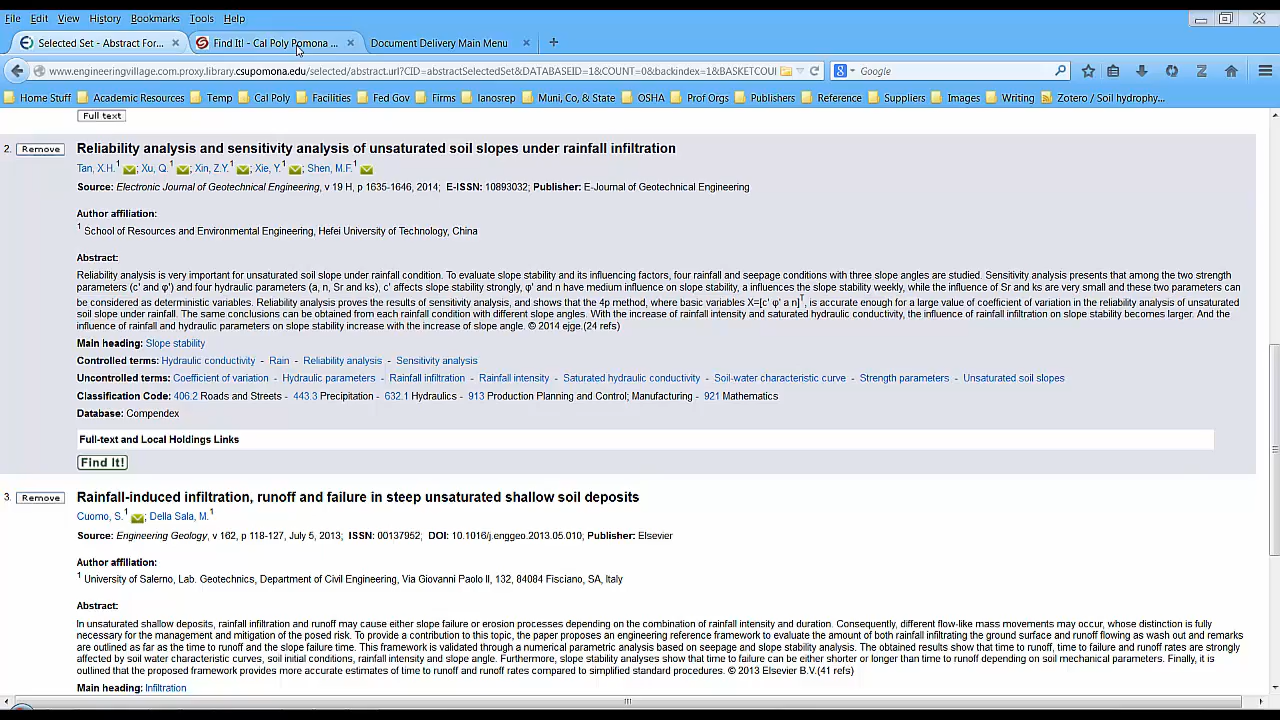 File Edit View History Bookmarks Tools Help
Selected Set - Abstract For... × Find It! - Cal Poly Pomona ... × Document Delivery Main Menu × +
www.engineeringvillage.com.proxy.library.csupomona.edu/selected/abstract.url?CID=abstractSelectedSet&DATABASEID=1&COUNT=0&backindex=1&BASKETCOUI Google
Home Stuff Academic Resources Temp Cal Poly Facilities Fed Gov Firms Ianosrep Muni, Co, & State OSHA Prof Orgs Publishers Reference Suppliers Images Writing Zotero / Soil hydrophy...
Full text
2. Remove Reliability analysis and sensitivity analysis of unsaturated soil slopes under rainfall infiltration
Tan, X.H.1 ; Xu, Q.1 ; Xin, Z.Y.1 ; Xie, Y.1 ; Shen, M.F.1
Source: Electronic Journal of Geotechnical Engineering, v 19 H, p 1635-1646, 2014; E-ISSN: 10893032; Publisher: E-Journal of Geotechnical Engineering
Author affiliation:
1 School of Resources and Environmental Engineering, Hefei University of Technology, China
Abstract:
Reliability analysis is very important for unsaturated soil slope under rainfall condition. To evaluate slope stability and its influencing factors, four rainfall and seepage conditions with three slope angles are studied. Sensitivity analysis presents that among the two strength
parameters (c' and φ') and four hydraulic parameters (a, n, Sr and ks), c' affects slope stability strongly, φ' and n have medium influence on slope stability, a influences the slope stability weekly, while the influence of Sr and ks are very small and these two parameters can
be considered as deterministic variables. Reliability analysis proves the results of sensitivity analysis, and shows that the 4p method, where basic variables X=[c' φ' a n]T, is accurate enough for a large value of coefficient of variation in the reliability analysis of unsaturated
soil slope under rainfall. The same conclusions can be obtained from each rainfall condition with different slope angles. With the increase of rainfall intensity and saturated hydraulic conductivity, the influence of rainfall infiltration on slope stability becomes larger. And the
influence of rainfall and hydraulic parameters on slope stability increase with the increase of slope angle. © 2014 ejge.(24 refs)
Main heading: Slope stability
Controlled terms: Hydraulic conductivity - Rain - Reliability analysis - Sensitivity analysis
Uncontrolled terms: Coefficient of variation - Hydraulic parameters - Rainfall infiltration - Rainfall intensity - Saturated hydraulic conductivity - Soil-water characteristic curve - Strength parameters - Unsaturated soil slopes
Classification Code: 406.2 Roads and Streets - 443.3 Precipitation - 632.1 Hydraulics - 913 Production Planning and Control; Manufacturing - 921 Mathematics
Database: Compendex
Full-text and Local Holdings Links
Find It!
3. Remove Rainfall-induced infiltration, runoff and failure in steep unsaturated shallow soil deposits
Cuomo, S.1 ; Della Sala, M.1
Source: Engineering Geology, v 162, p 118-127, July 5, 2013; ISSN: 00137952; DOI: 10.1016/j.enggeo.2013.05.010; Publisher: Elsevier
Author affiliation:
1 University of Salerno, Lab. Geotechnics, Department of Civil Engineering, Via Giovanni Paolo II, 132, 84084 Fisciano, SA, Italy
Abstract:
In unsaturated shallow deposits, rainfall infiltration and runoff may cause either slope failure or erosion processes depending on the combination of rainfall intensity and duration. Consequently, different flow-like mass movements may occur, whose distinction is fully
necessary for the management and mitigation of the posed risk. To provide a contribution to this topic, the paper proposes an engineering reference framework to evaluate the amount of both rainfall infiltrating the ground surface and runoff flowing as wash out and remarks
are outlined as far as the time to runoff and the slope failure time. This framework is validated through a numerical parametric analysis based on seepage and slope stability analysis. The obtained results show that time to runoff, time to failure and runoff rates are strongly
affected by soil water characteristic curves, soil initial conditions, rainfall intensity and slope angle. Furthermore, slope stability analyses show that time to failure can be either shorter or longer than time to runoff depending on soil mechanical parameters. Finally, it is
outlined that the proposed framework provides more accurate estimates of time to runoff and runoff rates compared to simplified standard procedures. © 2013 Elsevier B.V.(41 refs)
Main heading: Infiltration